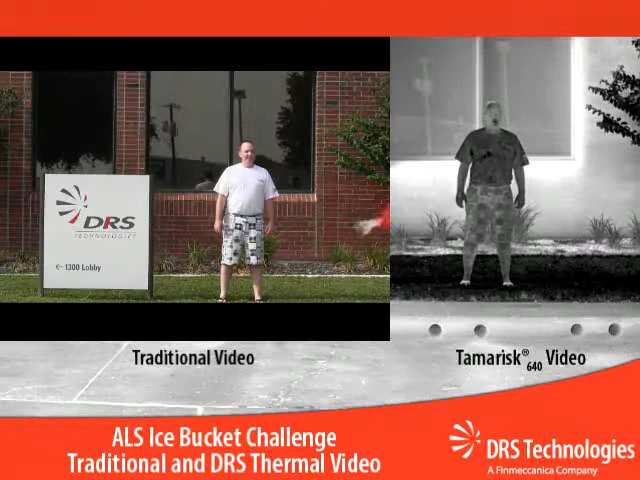 DRS
TECHNOLOGIES
← 1300 Lobby
Traditional Video
Tamarisk®640 Video
ALS Ice Bucket Challenge
Traditional and DRS Thermal Video
DRS Technologies
A Finmeccanica Company